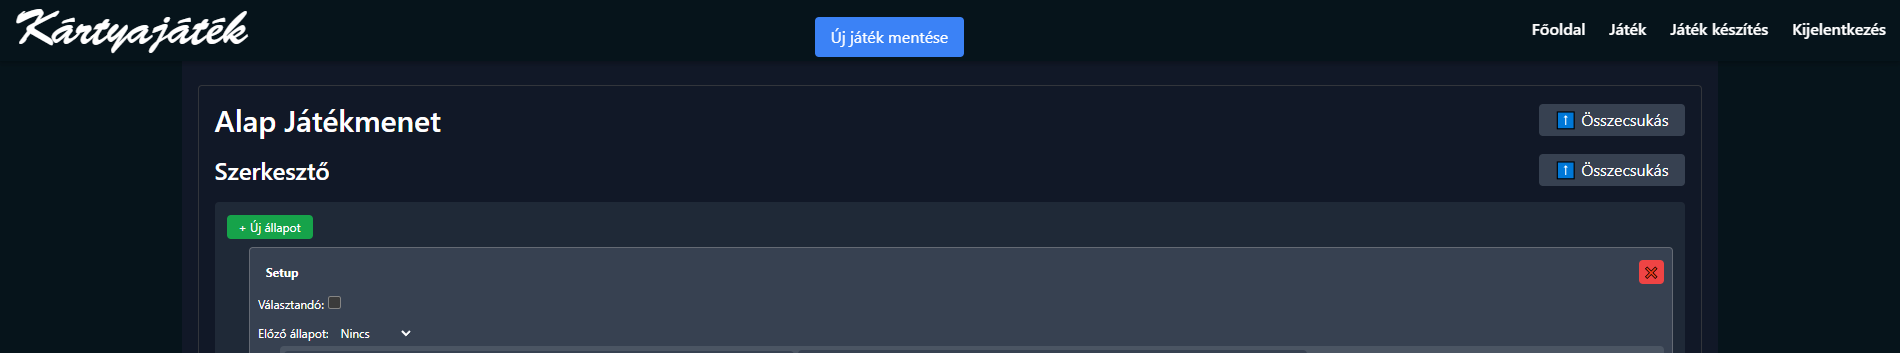 Kártyajáték
Új játék mentése
Főoldal Játék Játék készítés Kijelentkezés
Alap Játékmenet
Összecsukás
Szerkesztő
Összecsukás
+ Új állapot
Setup
Választandó:
Előző állapot: Nincs